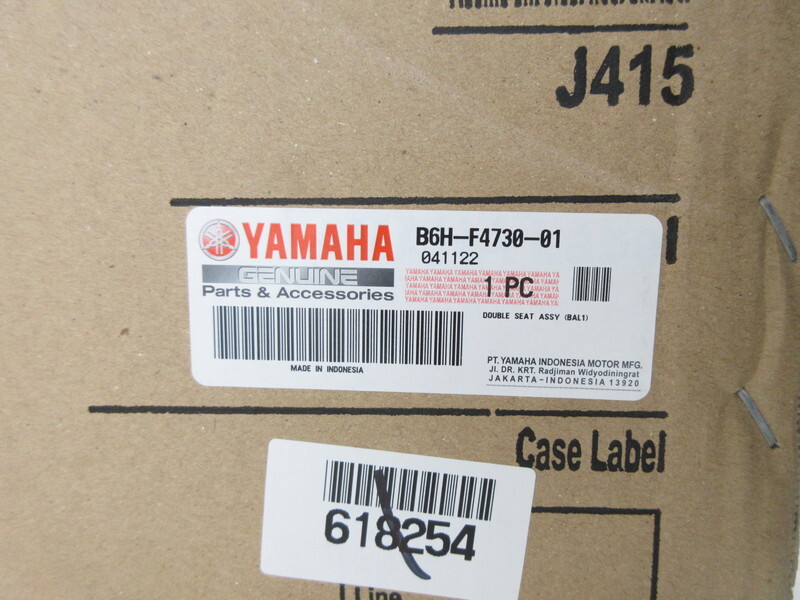 J415
YAMAHA
GENUINE
Parts & Accessories
B6H-F4730-01
041122
1 PC
DOUBLE SEAT ASSY (BAL1)
MADE IN INDONESIA
PT. YAMAHA INDONESIA MOTOR MFG.
Jl. DR. KRT. Radjiman Widyodiningrat
JAKARTA-INDONESIA 13920
Case Label
618254
Line